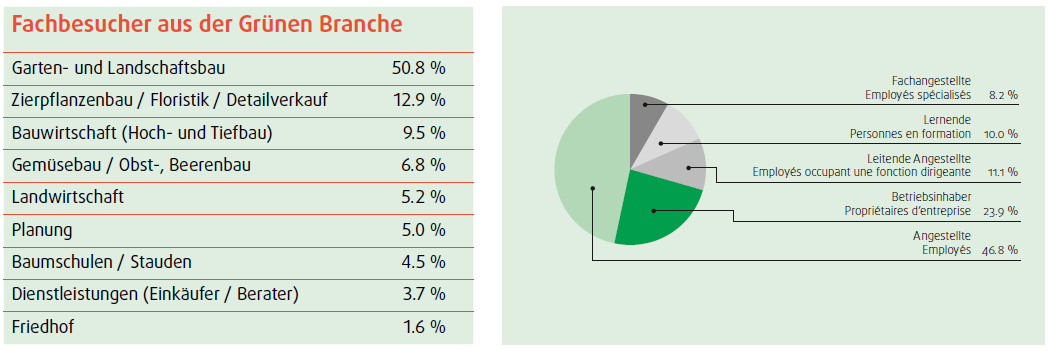 Fachbesucher aus der Grünen Branche
Garten- und Landschaftsbau 50.8 %
Zierpflanzenbau / Floristik / Detailverkauf 12.9 %
Bauwirtschaft (Hoch- und Tiefbau) 9.5 %
Gemüsebau / Obst-, Beerenbau 6.8 %
Landwirtschaft 5.2 %
Planung 5.0 %
Baumschulen / Stauden 4.5 %
Dienstleistungen (Einkäufer / Berater) 3.7 %
Friedhof 1.6 %
Fachangestellte
Employés spécialisés 8.2 %
Lernende
Personnes en formation 10.0 %
Leitende Angestellte
Employés occupant une fonction dirigeante 11.1 %
Betriebsinhaber
Propriétaires d'entreprise 23.9 %
Angestellte
Employés 46.8 %